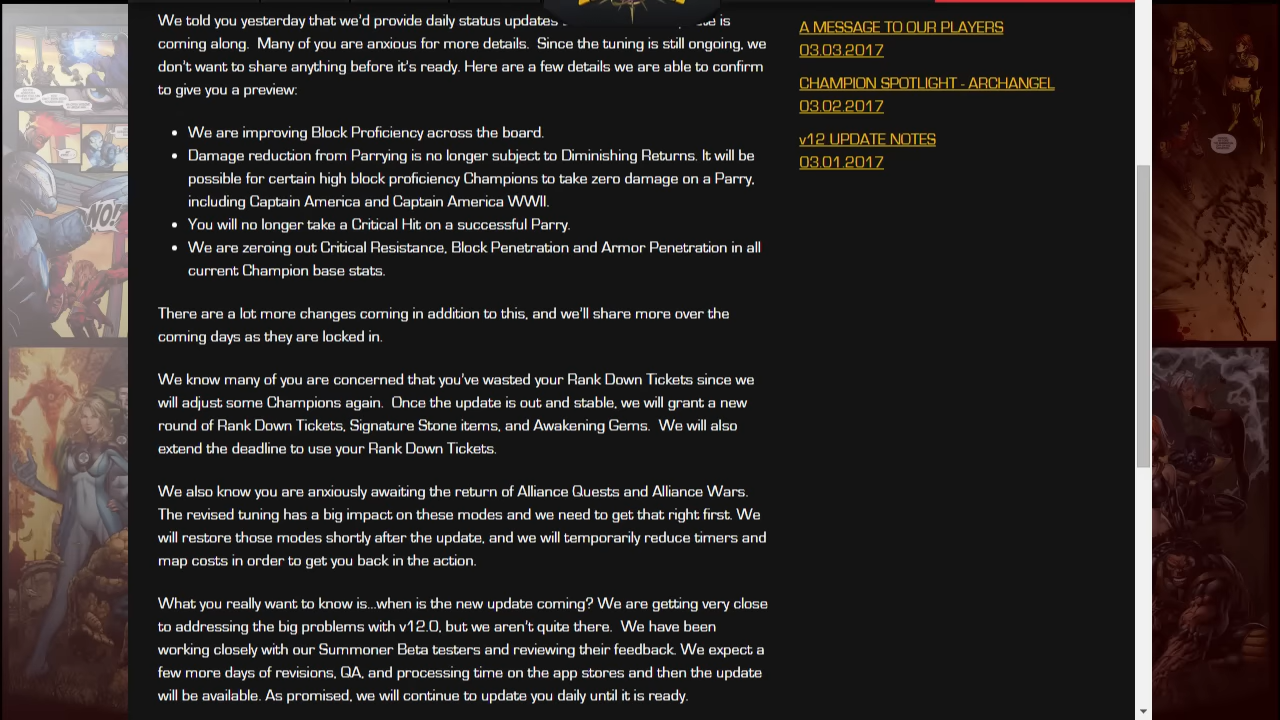 We told you yesterday that we'd provide daily status updates is
coming along. Many of you are anxious for more details. Since the tuning is still ongoing, we
don't want to share anything before it's ready. Here are a few details we are able to confirm
to give you a preview:
• We are improving Block Proficiency across the board.
• Damage reduction from Parrying is no longer subject to Diminishing Returns. It will be
possible for certain high block proficiency Champions to take zero damage on a Parry,
including Captain America and Captain America WWII.
• You will no longer take a Critical Hit on a successful Parry.
• We are zeroing out Critical Resistance, Block Penetration and Armor Penetration in all
current Champion base stats.
There are a lot more changes coming in addition to this, and we'll share more over the
coming days as they are locked in.
We know many of you are concerned that you've wasted your Rank Down Tickets since we
will adjust some Champions again. Once the update is out and stable, we will grant a new
round of Rank Down Tickets, Signature Stone items, and Awakening Gems. We will also
extend the deadline to use your Rank Down Tickets.
We also know you are anxiously awaiting the return of Alliance Quests and Alliance Wars.
The revised tuning has a big impact on these modes and we need to get that right first. We
will restore those modes shortly after the update, and we will temporarily reduce timers and
map costs in order to get you back in the action.
What you really want to know is...when is the new update coming? We are getting very close
to addressing the big problems with v12.0, but we aren't quite there. We have been
working closely with our Summoner Beta testers and reviewing their feedback. We expect a
few more days of revisions, QA, and processing time on the app stores and then the update
will be available. As promised, we will continue to update you daily until it is ready.
A MESSAGE TO OUR PLAYERS
03.03.2017
CHAMPION SPOTLIGHT - ARCHANGEL
03.02.2017
v12 UPDATE NOTES
03.01.2017
NO!